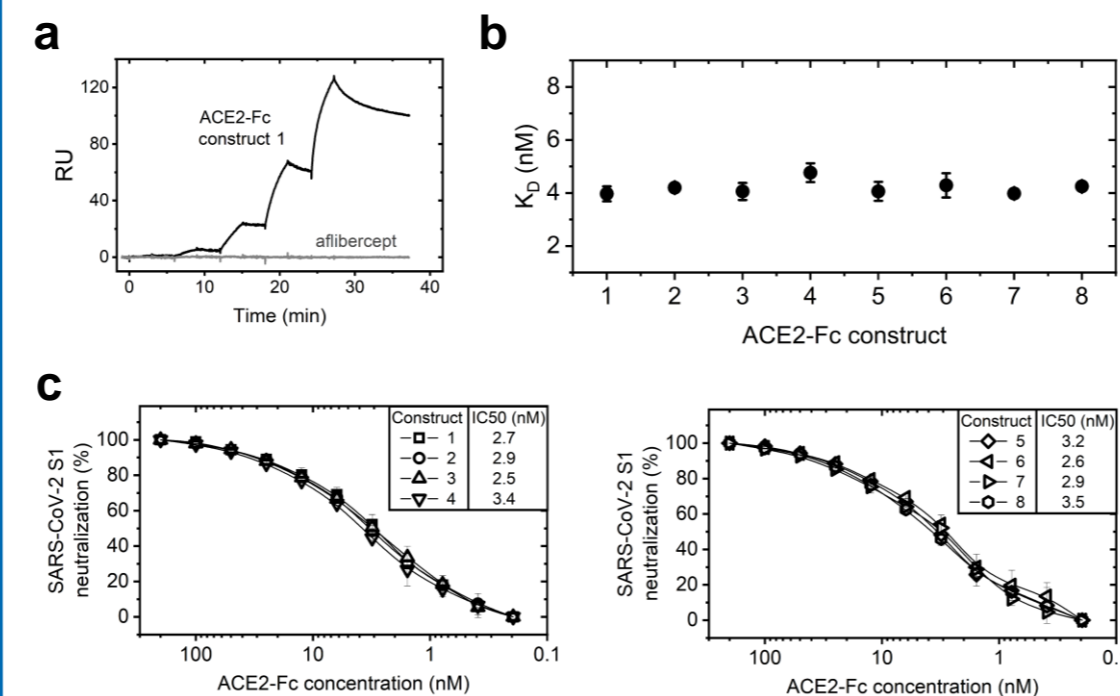 a
120
80
40
0
RU
ACE2-Fc
construct 1
aflibercept
0 10 20 30 40
Time (min)
b
8
6
4
2
K_D (nM)
1 2 3 4 5 6 7 8
ACE2-Fc construct
c
SARS-CoV-2 S1
neutralization (%)
100
80
60
40
20
0
Construct IC50 (nM)
1 2.7
2 2.9
3 2.5
4 3.4
100 10 1 0.1
ACE2-Fc concentration (nM)
SARS-CoV-2 S1
neutralization (%)
100
80
60
40
20
0
Construct IC50 (nM)
5 3.2
6 2.6
7 2.9
8 3.5
100 10 1 0.
ACE2-Fc concentration (nM)